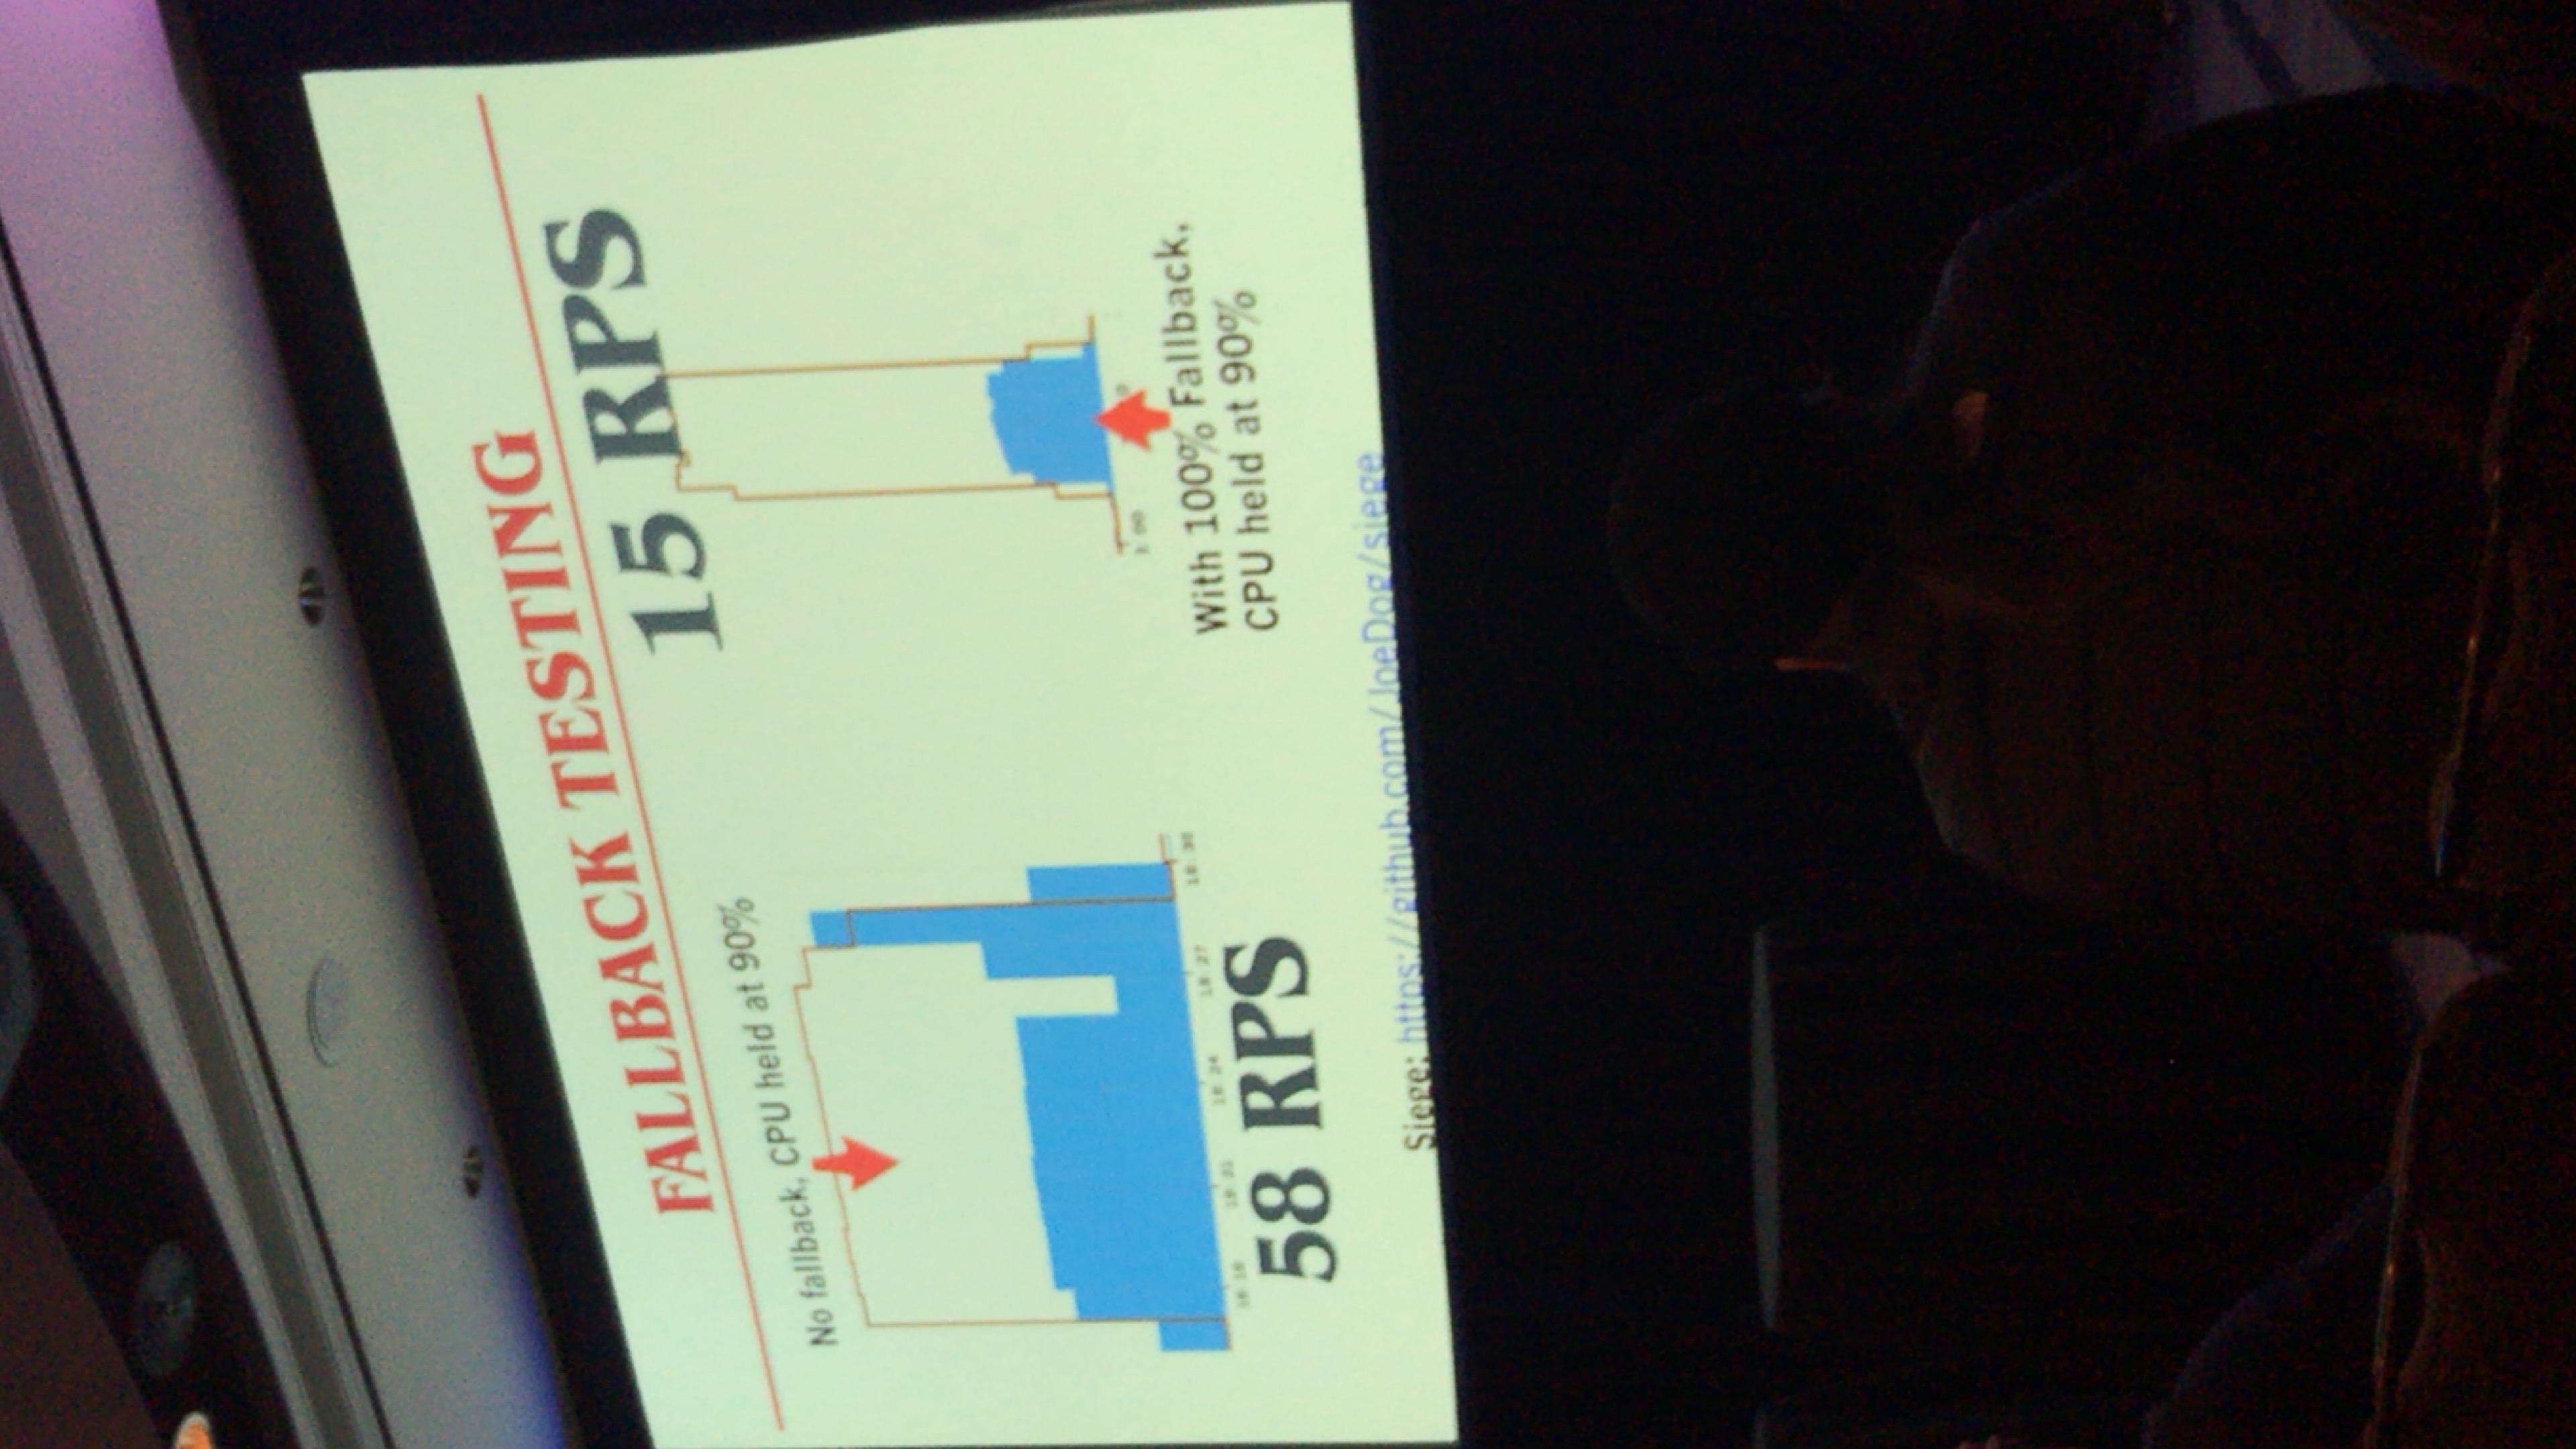 FALLBACK TESTING
No fallback, CPU held at 90%
15 RPS
18:18 18:21 18:24 18:27 18:30
58 RPS
With 100% Fallback,
CPU held at 90%
Siege: https://github.com/JoeDog/siege